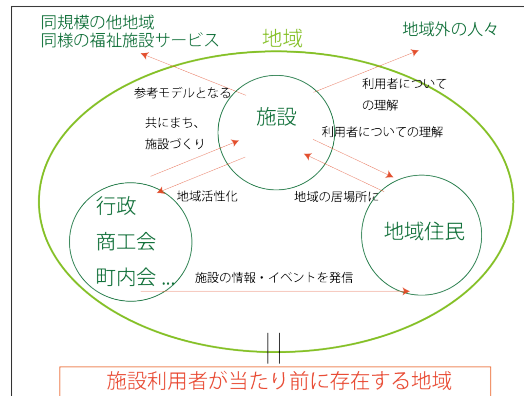 同規模の他地域
同様の福祉施設サービス
地域
地域外の人々
参考モデルとなる
利用者について
の理解
施設
共にまち、
施設づくり
利用者についての理解
地域活性化
地域の居場所に
行政
商工会
町内会 ...
地域住民
施設の情報・イベントを発信
施設利用者が当たり前に存在する地域